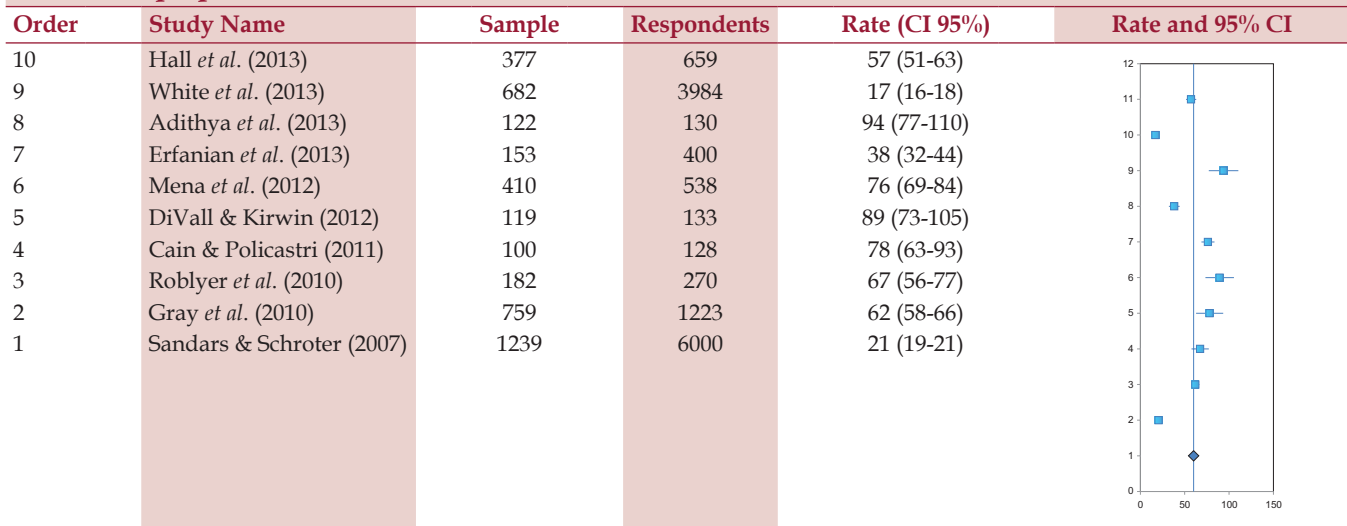 Order Study Name Sample Respondents Rate (CI 95%) Rate and 95% CI
10 Hall et al. (2013) 377 659 57 (51-63)
9 White et al. (2013) 682 3984 17 (16-18)
8 Adithya et al. (2013) 122 130 94 (77-110)
7 Erfanian et al. (2013) 153 400 38 (32-44)
6 Mena et al. (2012) 410 538 76 (69-84)
5 DiVall & Kirwin (2012) 119 133 89 (73-105)
4 Cain & Policastri (2011) 100 128 78 (63-93)
3 Roblyer et al. (2010) 182 270 67 (56-77)
2 Gray et al. (2010) 759 1223 62 (58-66)
1 Sandars & Schroter (2007) 1239 6000 21 (19-21)
12
11
10
9
8
7
6
5
4
3
2
1
0
0 50 100 150